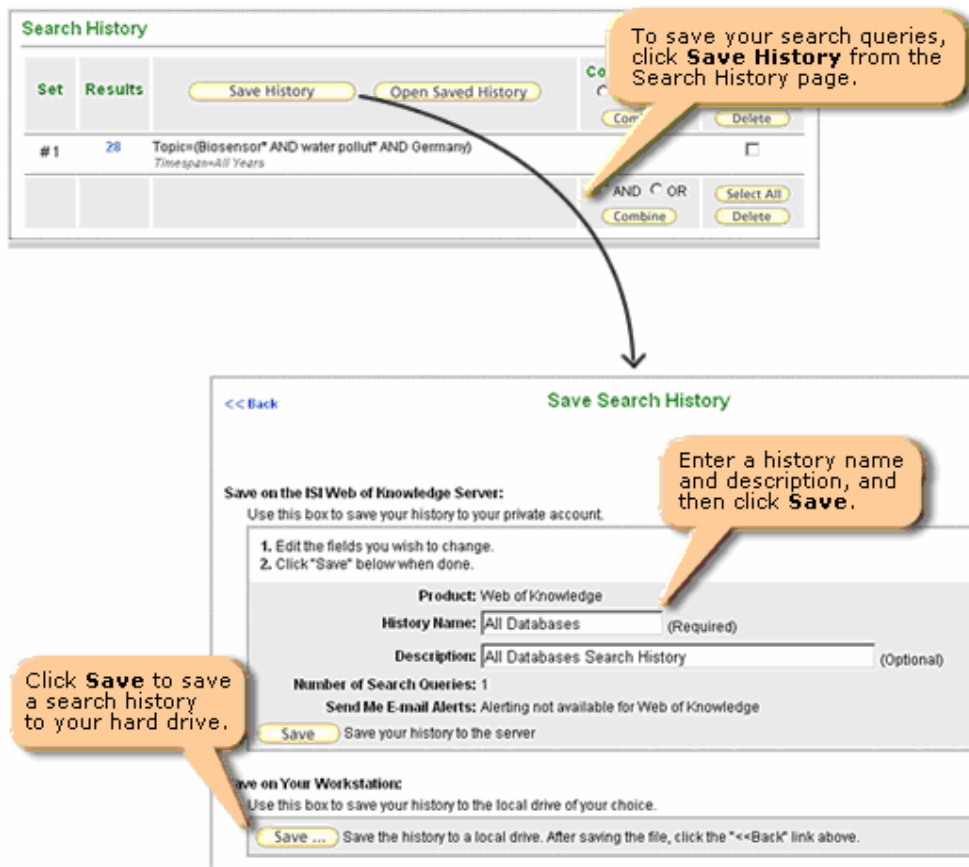 Search History
To save your search queries,
click Save History from the
Search History page.
Set Results Save History Open Saved History Co
Com Delete
#1 28 Topic=(Biosensor* AND water pollut* AND Germany)
Timespan=All Years
AND OR Select All
Combine Delete
<<Back Save Search History
Enter a history name
and description, and
then click Save.
Save on the ISI Web of Knowledge Server:
Use this box to save your history to your private account.
1. Edit the fields you wish to change.
2. Click "Save" below when done.
Product: Web of Knowledge
History Name: All Databases (Required)
Description: All Databases Search History (Optional)
Number of Search Queries: 1
Send Me E-mail Alerts: Alerting not available for Web of Knowledge
Save Save your history to the server
Click Save to save
a search history
to your hard drive.
ave on Your Workstation:
Use this box to save your history to the local drive of your choice.
Save ... Save the history to a local drive. After saving the file, click the "<<Back" link above.